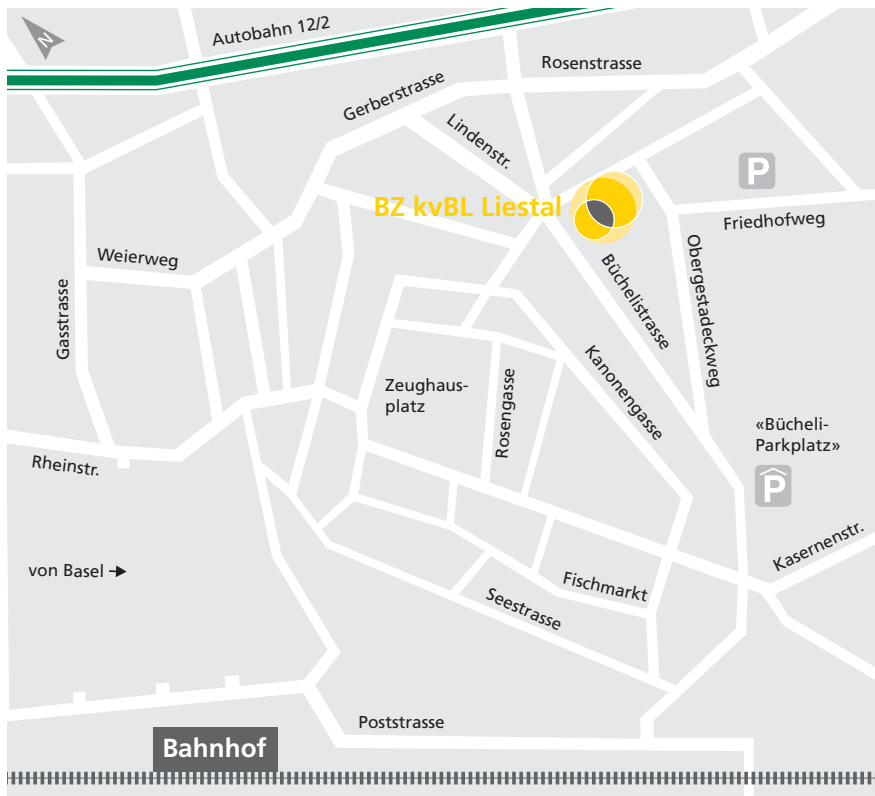 N
Autobahn 12/2
Rosenstrasse
Gerberstrasse
Lindenstr.
P
BZ kvBL Liestal
Friedhofweg
Weierweg
Obergestadeckweg
Büchelistrasse
Gasstrasse
Kanonengasse
Zeughaus-
platz
Rosengasse
«Bücheli-
Parkplatz»
P
Rheinstr.
Kasernenstr.
von Basel
Fischmarkt
Seestrasse
Poststrasse
Bahnhof